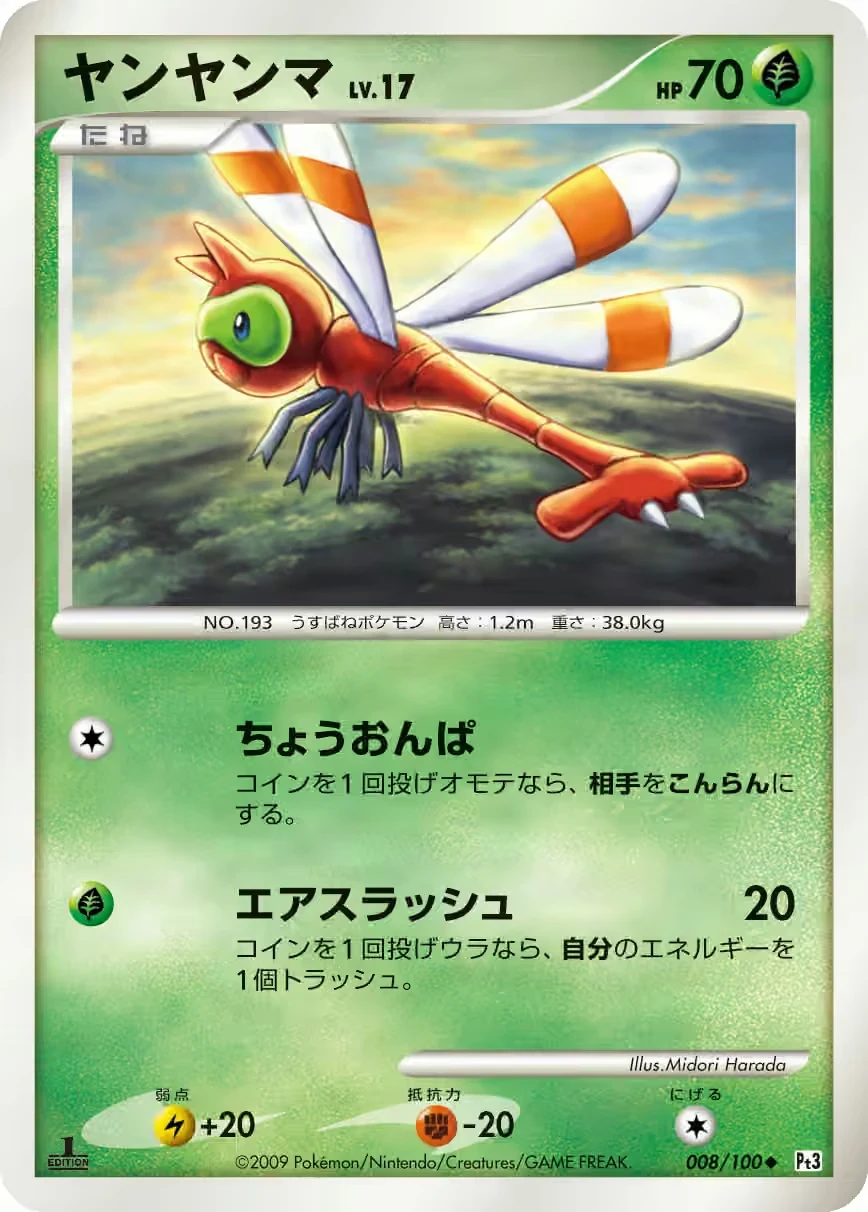 ヤンヤンマ LV.17 HP 70
たね
NO.193 うすばねポケモン 高さ:1.2m 重さ:38.0kg
ちょうおんぱ
コインを1回投げオモテなら、相手をこんらんに
する。
エアスラッシュ 20
コインを1回投げウラなら、自分のエネルギーを
1個トラッシュ。
Illus.Midori Harada
弱点 抵抗力 にげる
+20 -20
1 EDITION
©2009 Pokémon/Nintendo/Creatures/GAME FREAK. 008/100◆ Pt3